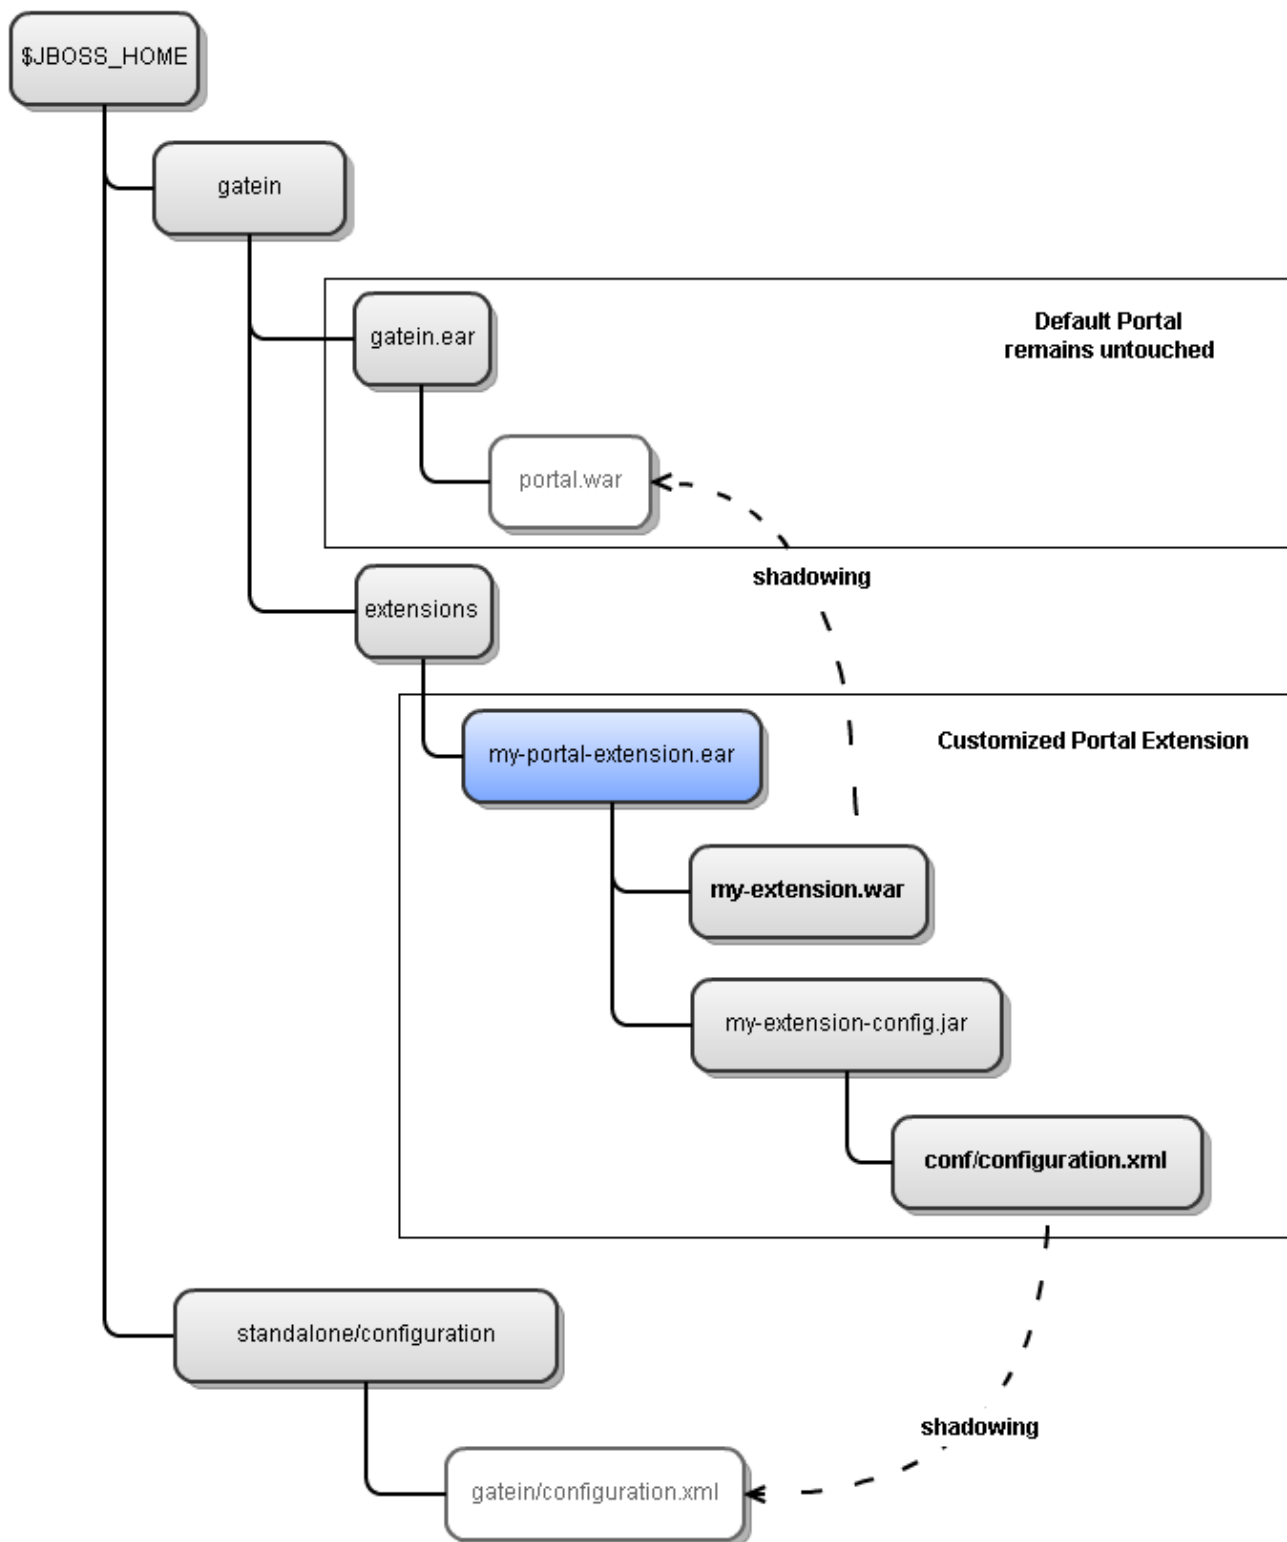 $JBOSS_HOME
gatein
gatein.ear
Default Portal
remains untouched
portal.war
shadowing
extensions
my-portal-extension.ear
Customized Portal Extension
my-extension.war
my-extension-config.jar
conf/configuration.xml
standalone/configuration
shadowing
gatein/configuration.xml